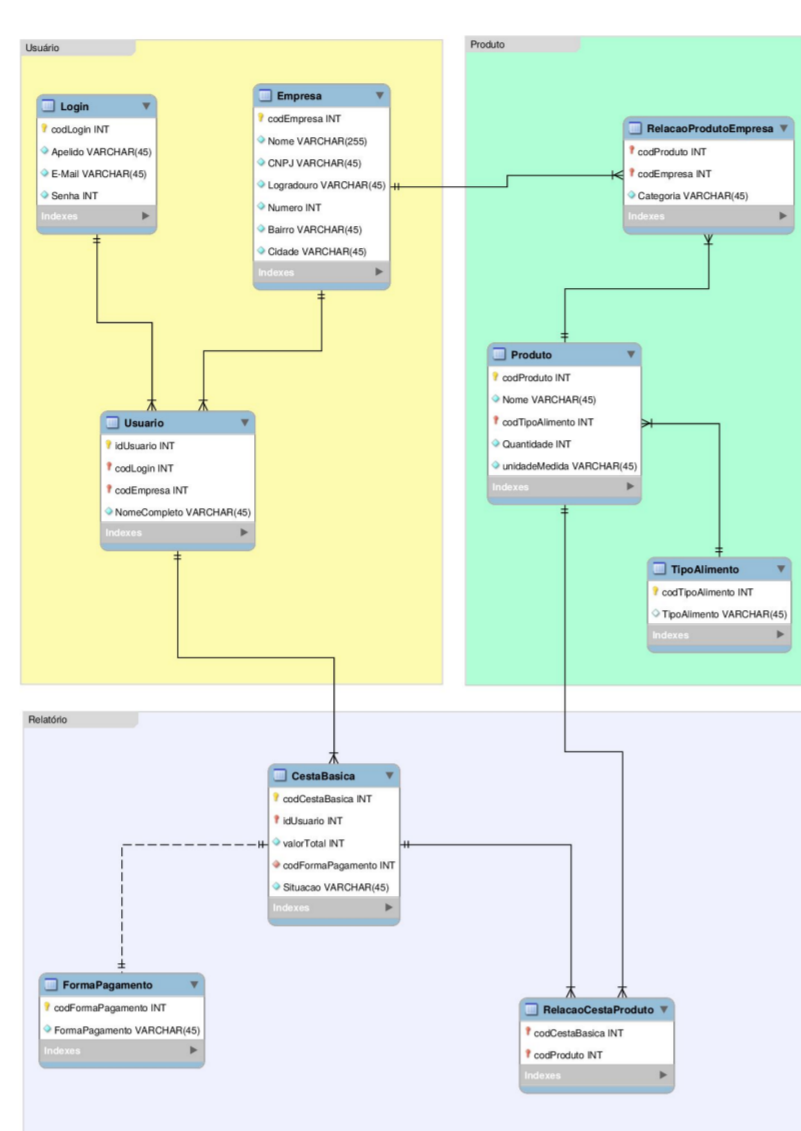 Usuário
Login
codLogin INT
Apelido VARCHAR(45)
E-Mail VARCHAR(45)
Senha INT
Indexes
Empresa
codEmpresa INT
Nome VARCHAR(255)
CNPJ VARCHAR(45)
Logradouro VARCHAR(45)
Numero INT
Bairro VARCHAR(45)
Cidade VARCHAR(45)
Indexes
Usuario
idUsuario INT
codLogin INT
codEmpresa INT
NomeCompleto VARCHAR(45)
Indexes
Produto
RelacaoProdutoEmpresa
codProduto INT
codEmpresa INT
Categoria VARCHAR(45)
Indexes
Produto
codProduto INT
Nome VARCHAR(45)
codTipoAlimento INT
Quantidade INT
unidadeMedida VARCHAR(45)
Indexes
TipoAlimento
codTipoAlimento INT
TipoAlimento VARCHAR(45)
Indexes
Relatório
CestaBasica
codCestaBasica INT
idUsuario INT
valorTotal INT
codFormaPagamento INT
Situacao VARCHAR(45)
Indexes
FormaPagamento
codFormaPagamento INT
FormaPagamento VARCHAR(45)
Indexes
RelacaoCestaProduto
codCestaBasica INT
codProduto INT
Indexes